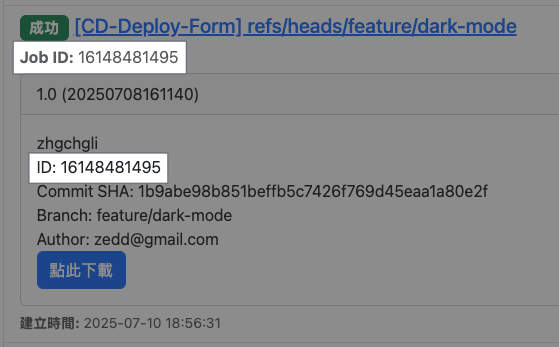 成功 [CD-Deploy-Form] refs/heads/feature/dark-mode
Job ID: 16148481495
1.0 (20250708161140)
zhgchgli
ID: 16148481495
Commit SHA: 1b9abe98b851beffb5c7426f769d45eaa1a80e2f
Branch: feature/dark-mode
Author: zedd@gmail.com
點此下載
建立時間: 2025-07-10 18:56:31